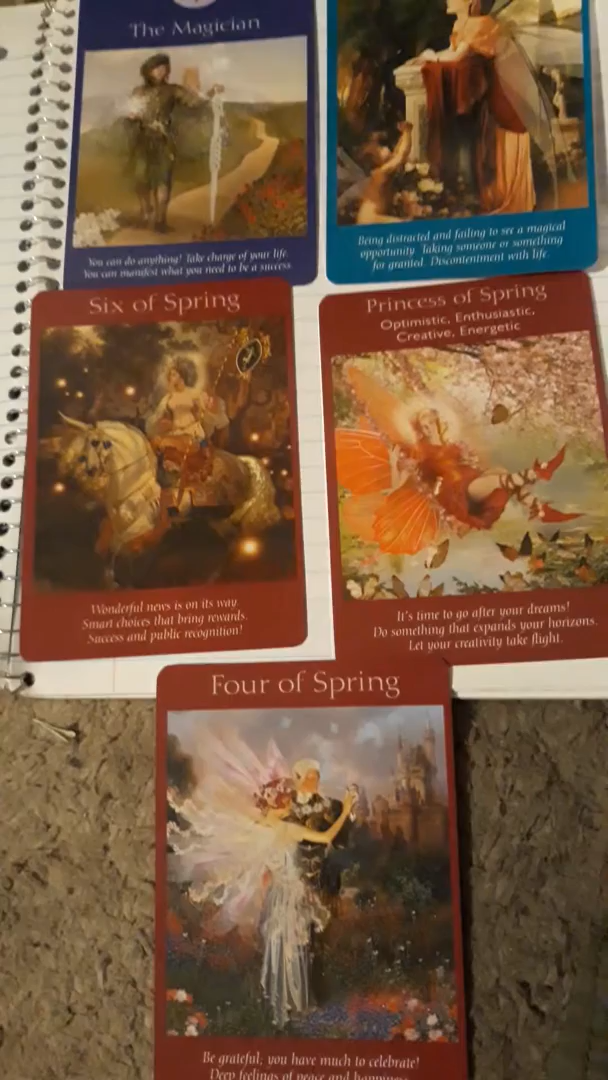 The Magician
You can do anything! Take charge of your life.
You can manifest what you need to be a success.
Being distracted and failing to see a magical
opportunity. Taking someone or something
for granted. Discontentment with life.
Six of Spring
Wonderful news is on its way.
Smart choices that bring rewards.
Success and public recognition!
Princess of Spring
Optimistic, Enthusiastic,
Creative, Energetic
It's time to go after your dreams!
Do something that expands your horizons.
Let your creativity take flight.
Four of Spring
Be grateful; you have much to celebrate!
Deep feelings of peace and happiness.